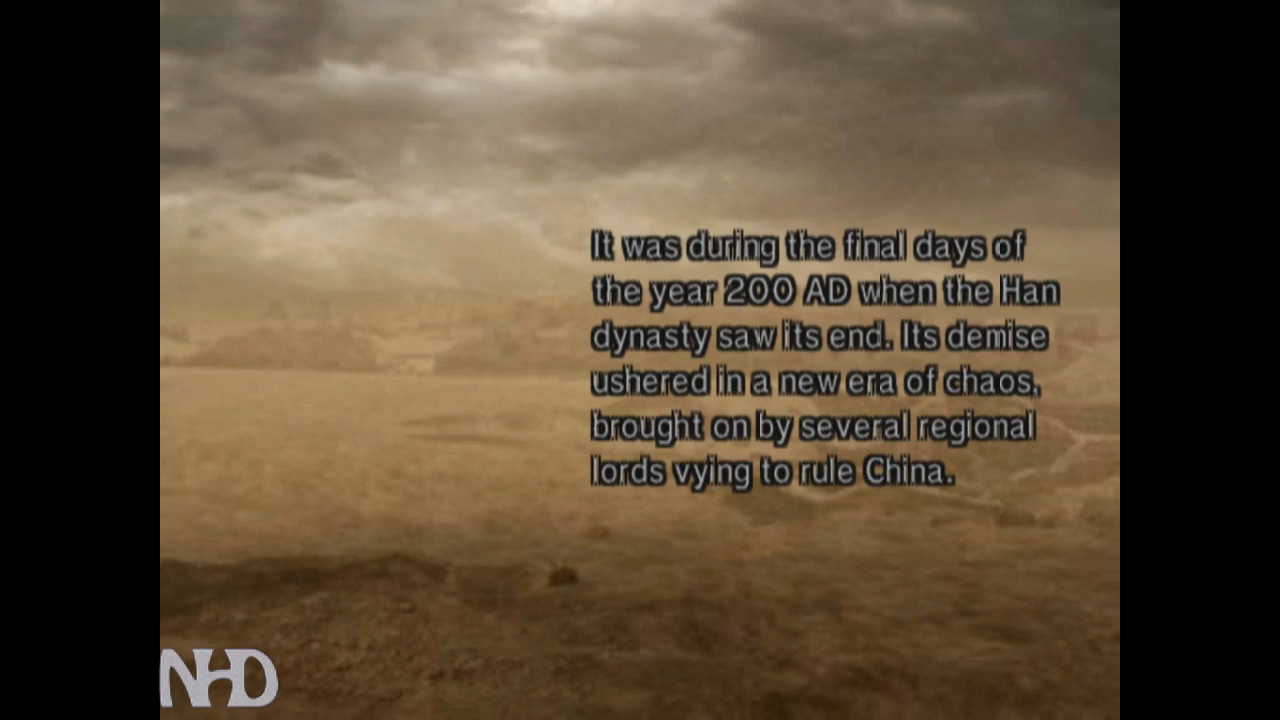 It was during the final days of
the year 200 AD when the Han
dynasty saw its end. Its demise
ushered in a new era of chaos,
brought on by several regional
lords vying to rule China.
NHD